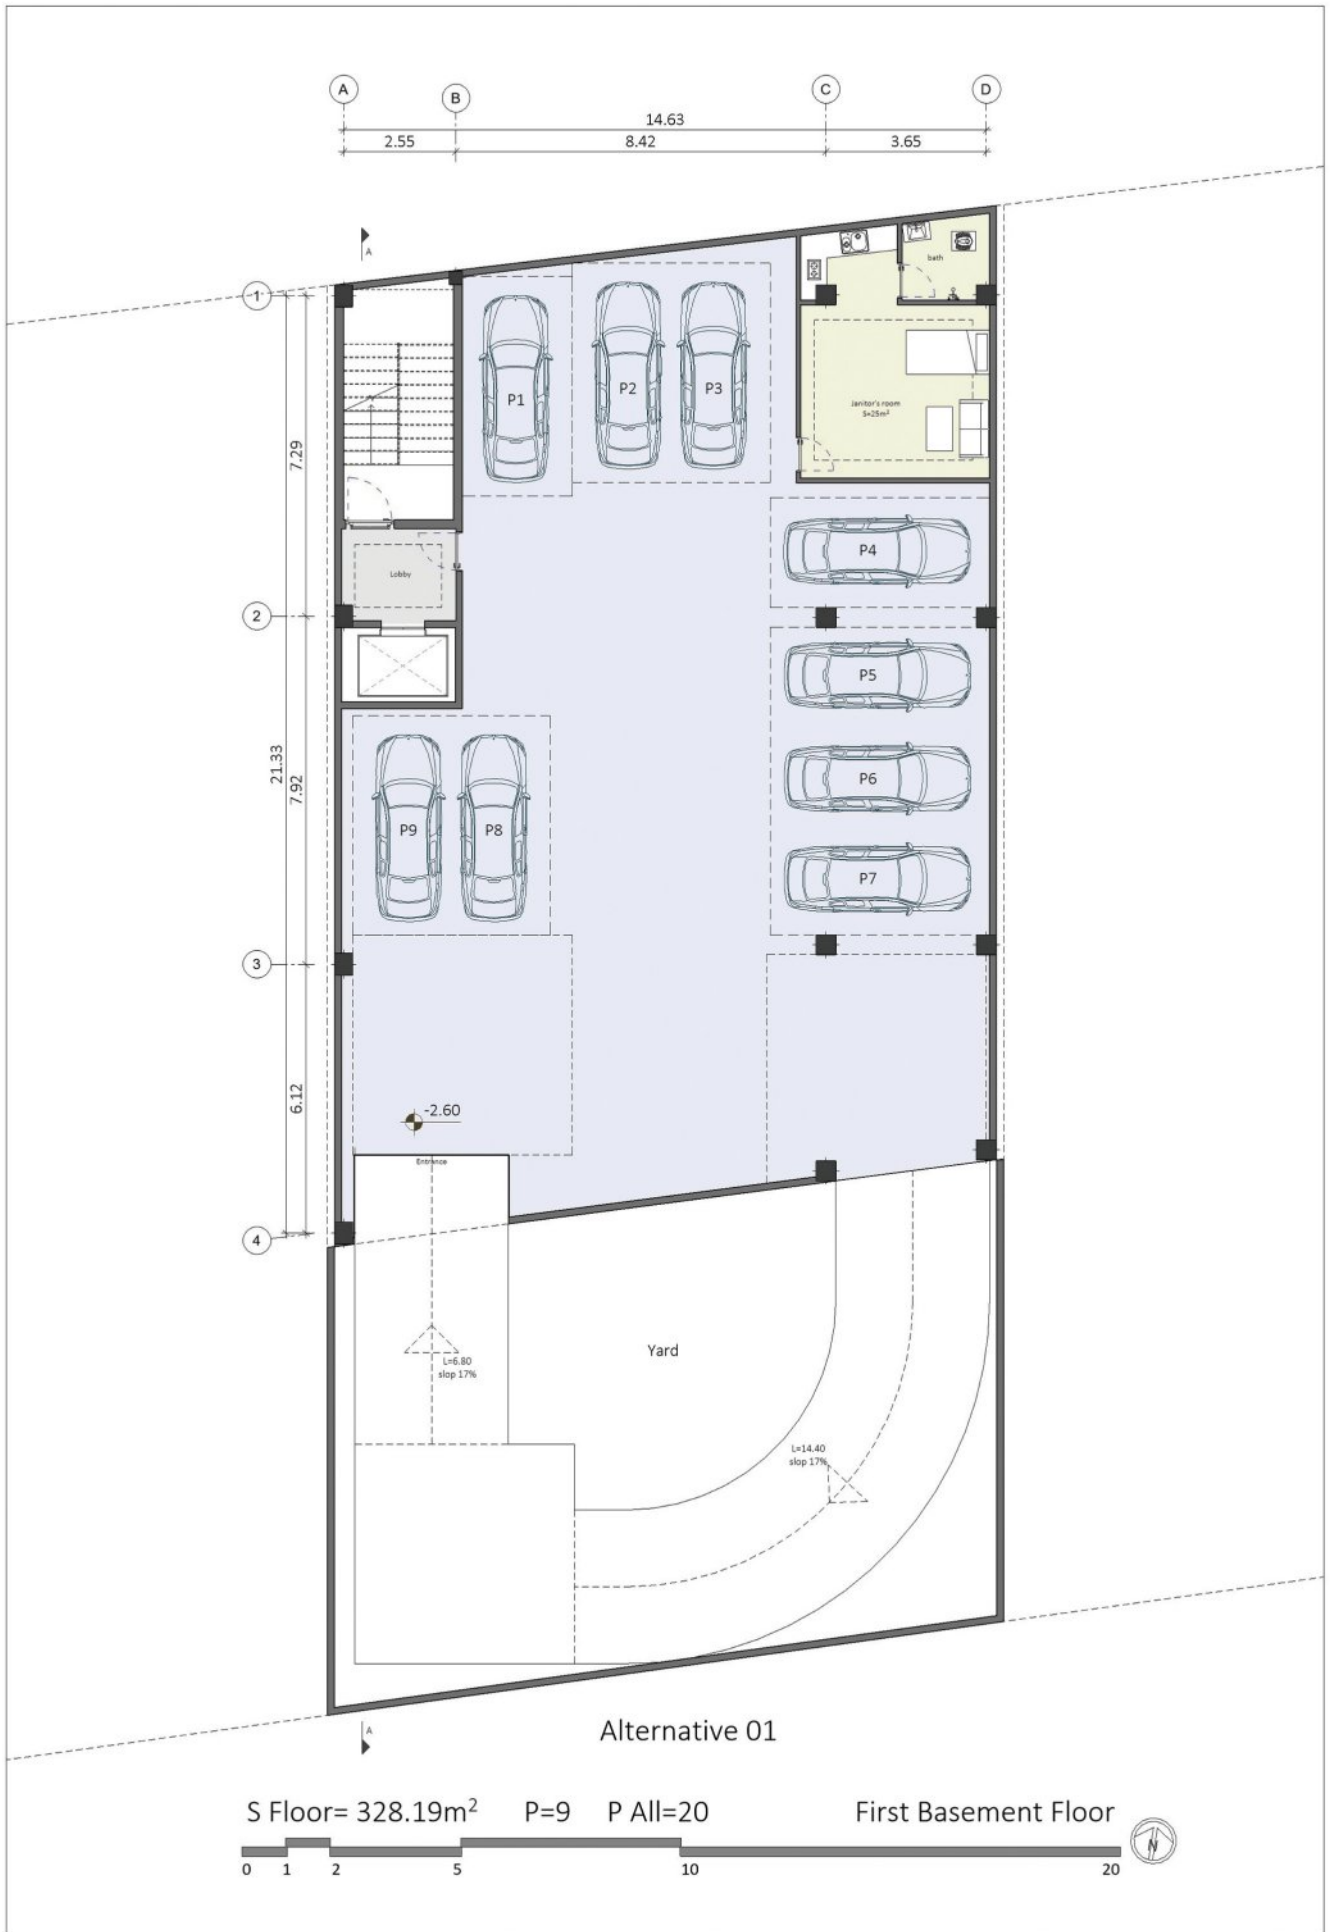 A
B
C
D
14.63
2.55
8.42
3.65
A
1
bath
P1
P2
P3
Janitor's room
S=25m²
7.29
P4
Lobby
2
P5
21.33
7.92
P6
P9
P8
P7
3
6.12
-2.60
Entrance
4
Yard
L=6.80
slop 17%
L=14.40
slop 17%
A
Alternative 01
S Floor= 328.19m² P=9 P All=20 First Basement Floor
N
0 1 2 5 10 20